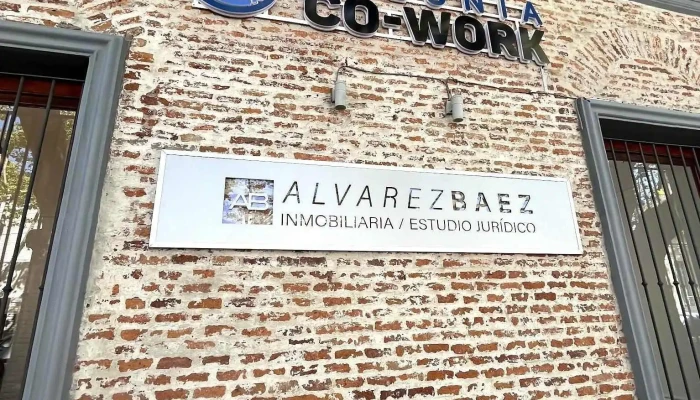 CO-WORK
AB
ALVAREZBAEZ
INMOBILIARIA / ESTUDIO JURÍDICO